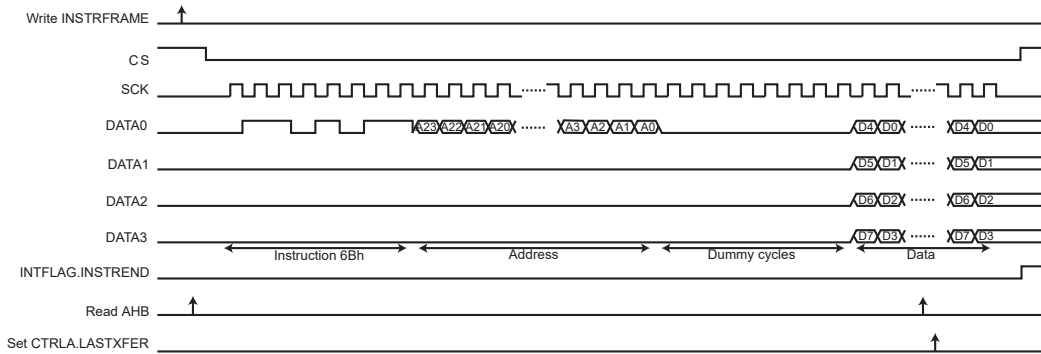 Write INSTRFRAME
CS
SCK
DATA0 A23 A22 A21 A20 A3 A2 A1 A0 D4 D0 D4 D0
DATA1 D5 D1 D5 D1
DATA2 D6 D2 D6 D2
DATA3 D7 D3 D7 D3
Instruction 6Bh Address Dummy cycles Data
INTFLAG.INSTREND
Read AHB
Set CTRLA.LASTXFER